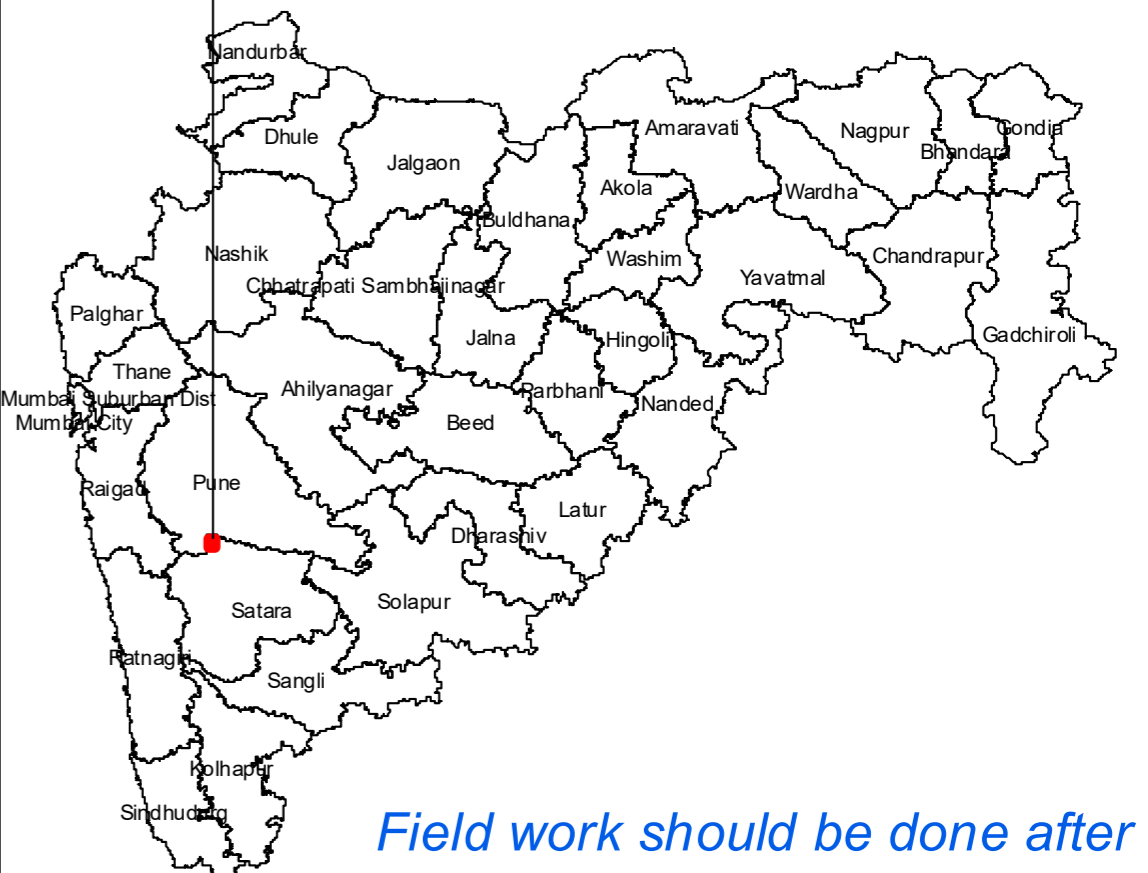 Nandurbar
Dhule
Jalgaon
Amaravati
Nagpur
Gondia
Bhandara
Akola
Wardha
Buldhana
Nashik
Washim
Chandrapur
Chhatrapati Sambhajinagar
Yavatmal
Palghar
Jalna
Hingoli
Gadchiroli
Thane
Ahilyanagar
Parbhani
Mumbai Suburban Dist
Nanded
Mumbai City
Beed
Raigad
Pune
Latur
Dharashiv
Satara
Solapur
Ratnagiri
Sangli
Kolhapur
Sindhudurg
Field work should be done after